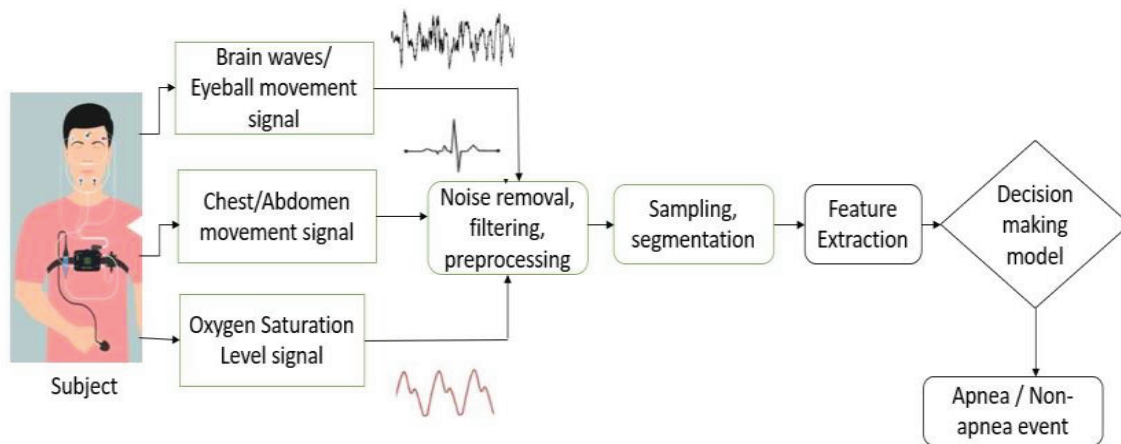 Brain waves/
Eyeball movement
signal
Chest/Abdomen
movement signal
Oxygen Saturation
Level signal
Subject
Noise removal,
filtering,
preprocessing
Sampling,
segmentation
Feature
Extraction
Decision
making
model
Apnea / Non-
apnea event